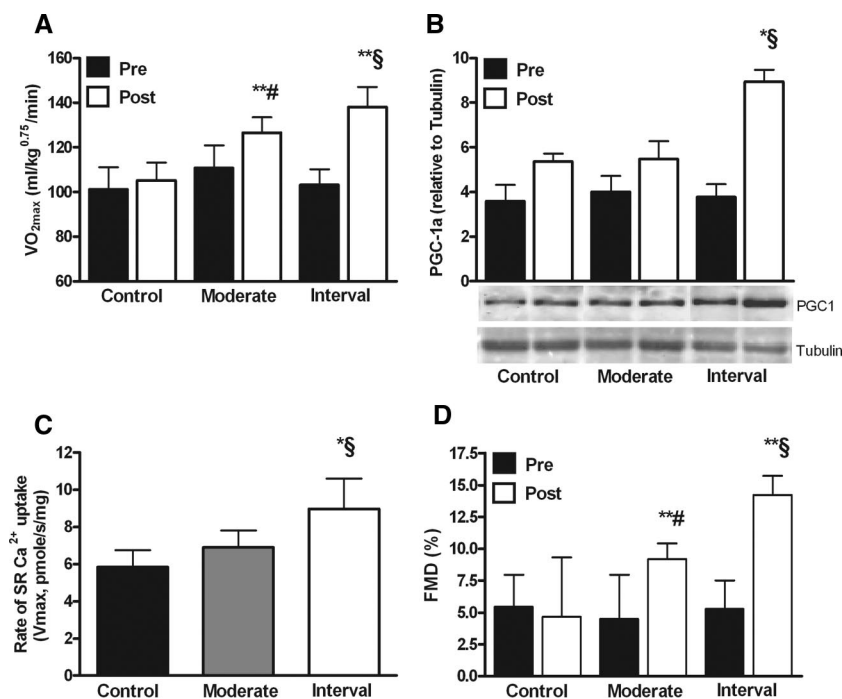 A
160
140
120
100
80
60
VO2max (ml/kg0.75/min)
Pre
Post
**#
**§
Control Moderate Interval
B
10
8
6
4
2
0
PGC-1a (relative to Tubulin)
Pre
Post
*§
PGC1
Tubulin
Control Moderate Interval
C
12
10
8
6
4
2
0
Rate of SR Ca2+ uptake
(Vmax, pmole/s/mg)
*§
Control Moderate Interval
D
17.5
15.0
12.5
10.0
7.5
5.0
2.5
0.0
FMD (%)
Pre
Post
**#
**§
Control Moderate Interval